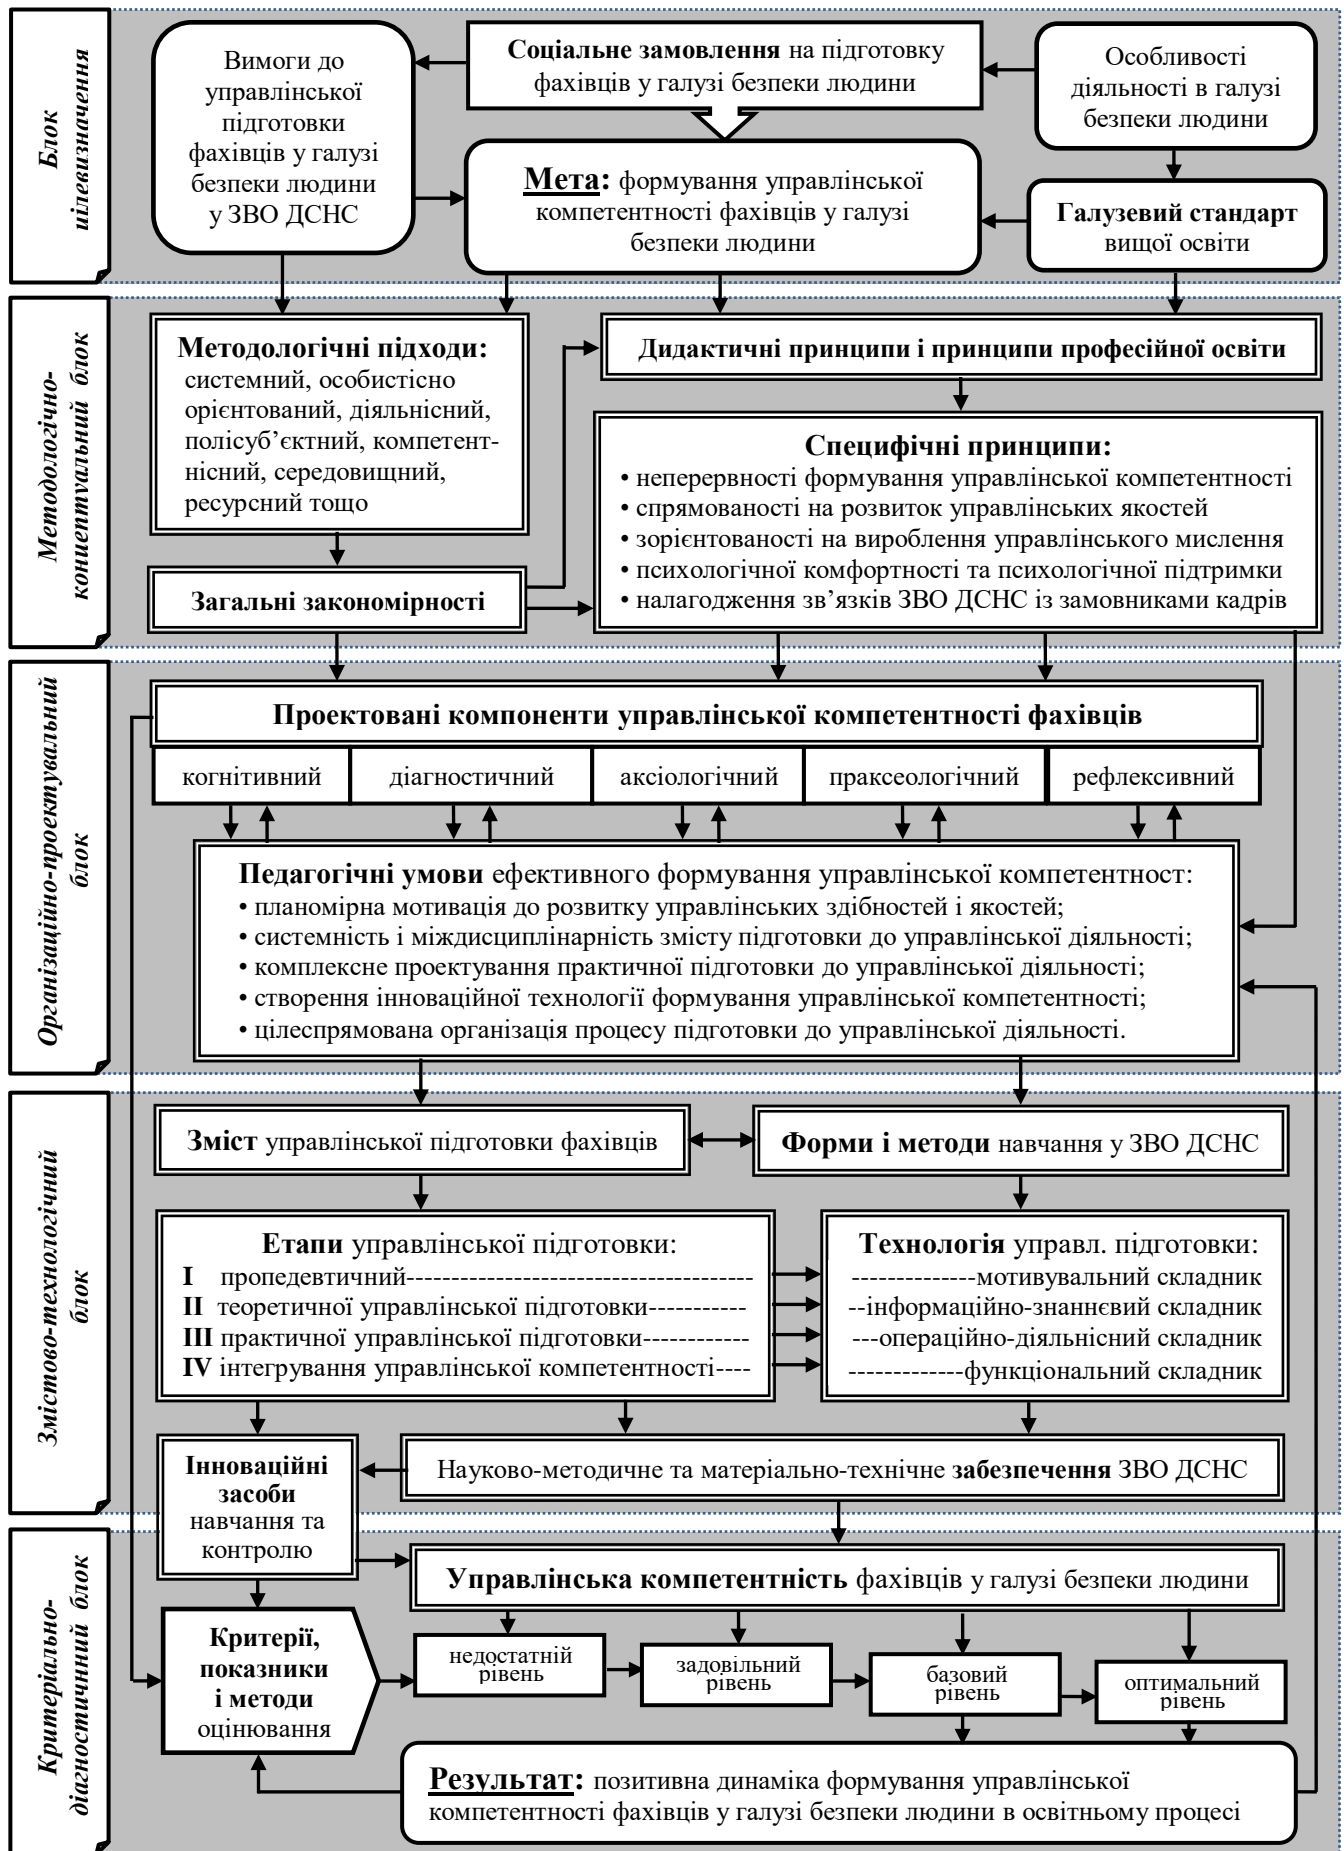 Блок
цілевизначення
Вимоги до
управлінської
підготовки
фахівців у галузі
безпеки людини
у ЗВО ДСНС
Соціальне замовлення на підготовку
фахівців у галузі безпеки людини
Особливості
діяльності в галузі
безпеки людини
Мета: формування управлінської
компетентності фахівців у галузі
безпеки людини
Галузевий стандарт
вищої освіти
Методологічно-
концептуальний блок
Методологічні підходи:
системний, особистісно
орієнтований, діяльнісний,
полісуб’єктний, компетент-
нісний, середовищний,
ресурсний тощо
Загальні закономірності
Дидактичні принципи і принципи професійної освіти
Специфічні принципи:
• неперервності формування управлінської компетентності
• спрямованості на розвиток управлінських якостей
• зорієнтованості на вироблення управлінського мислення
• психологічної комфортності та психологічної підтримки
• налагодження зв’язків ЗВО ДСНС із замовниками кадрів
Організаційно-проектувальний
блок
Проектовані компоненти управлінської компетентності фахівців
когнітивний
діагностичний
аксіологічний
праксеологічний
рефлексивний
Педагогічні умови ефективного формування управлінської компетентност:
• планомірна мотивація до розвитку управлінських здібностей і якостей;
• системність і міждисциплінарність змісту підготовки до управлінської діяльності;
• комплексне проектування практичної підготовки до управлінської діяльності;
• створення інноваційної технології формування управлінської компетентності;
• цілеспрямована організація процесу підготовки до управлінської діяльності.
Змістово-технологічний
блок
Зміст управлінської підготовки фахівців
Форми і методи навчання у ЗВО ДСНС
Етапи управлінської підготовки:
I пропедевтичний---------------------------------------
II теоретичної управлінської підготовки-----------
III практичної управлінської підготовки------------
IV інтегрування управлінської компетентності----
Технологія управл. підготовки:
--------------мотивувальний складник
--інформаційно-знаннєвий складник
---операційно-діяльнісний складник
-------------функціональний складник
Інноваційні
засоби
навчання та
контролю
Науково-методичне та матеріально-технічне забезпечення ЗВО ДСНС
Критеріально-
діагностичний блок
Управлінська компетентність фахівців у галузі безпеки людини
Критерії,
показники
і методи
оцінювання
недостатній
рівень
задовільний
рівень
базовий
рівень
оптимальний
рівень
Результат: позитивна динаміка формування управлінської
компетентності фахівців у галузі безпеки людини в освітньому процесі